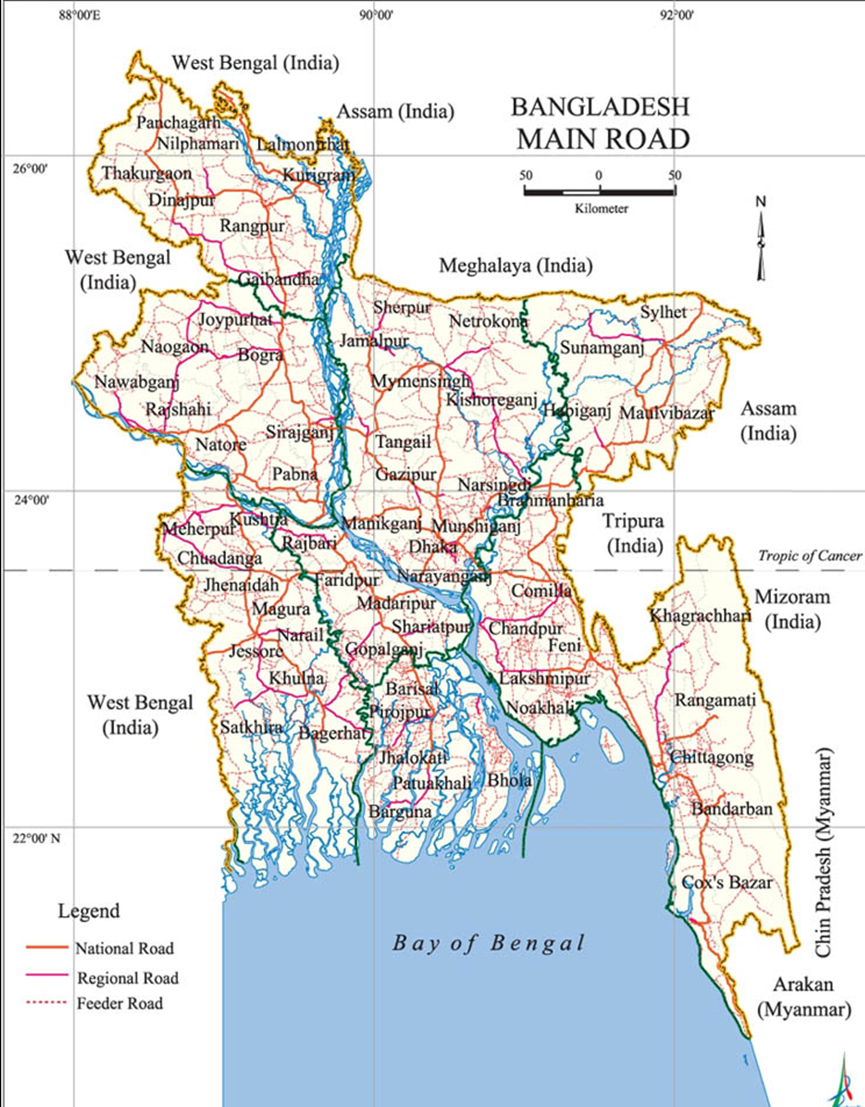 88°00'E
90°00'
92°00'
West Bengal (India)
Assam (India)
BANGLADESH
MAIN ROAD
Panchagarh
Nilphamari
Lalmonirhat
26°00'
Thakurgaon
Kurigram
50
0
50
Dinajpur
Kilometer
N
Rangpur
West Bengal
(India)
Meghalaya (India)
Gaibandha
Sherpur
Joypurhat
Netrokona
Sylhet
Jamalpur
Naogaon
Bogra
Sunamganj
Nawabganj
Mymensingh
Kishoreganj
Rajshahi
Habiganj
Maulvibazar
Assam
(India)
Natore
Sirajganj
Tangail
Pabna
Gazipur
Narsingdi
24°00'
Brahmanbaria
Kushtia
Meherpur
Manikganj
Munshiganj
Tripura
(India)
Rajbari
Dhaka
Chuadanga
Tropic of Cancer
Jhenaidah
Faridpur
Narayanganj
Comilla
Mizoram
(India)
Magura
Madaripur
Khagrachhari
Narail
Shariatpur
Chandpur
Jessore
Gopalganj
Feni
Khulna
Lakshmipur
Barisal
West Bengal
(India)
Rangamati
Pirojpur
Noakhali
Satkhira
Bagerhat
Jhalokati
Chittagong
Patuakhali
Bhola
Barguna
Bandarban
22°00' N
Chin Pradesh (Myanmar)
Cox's Bazar
Legend
National Road
Regional Road
Feeder Road
Bay of Bengal
Arakan
(Myanmar)